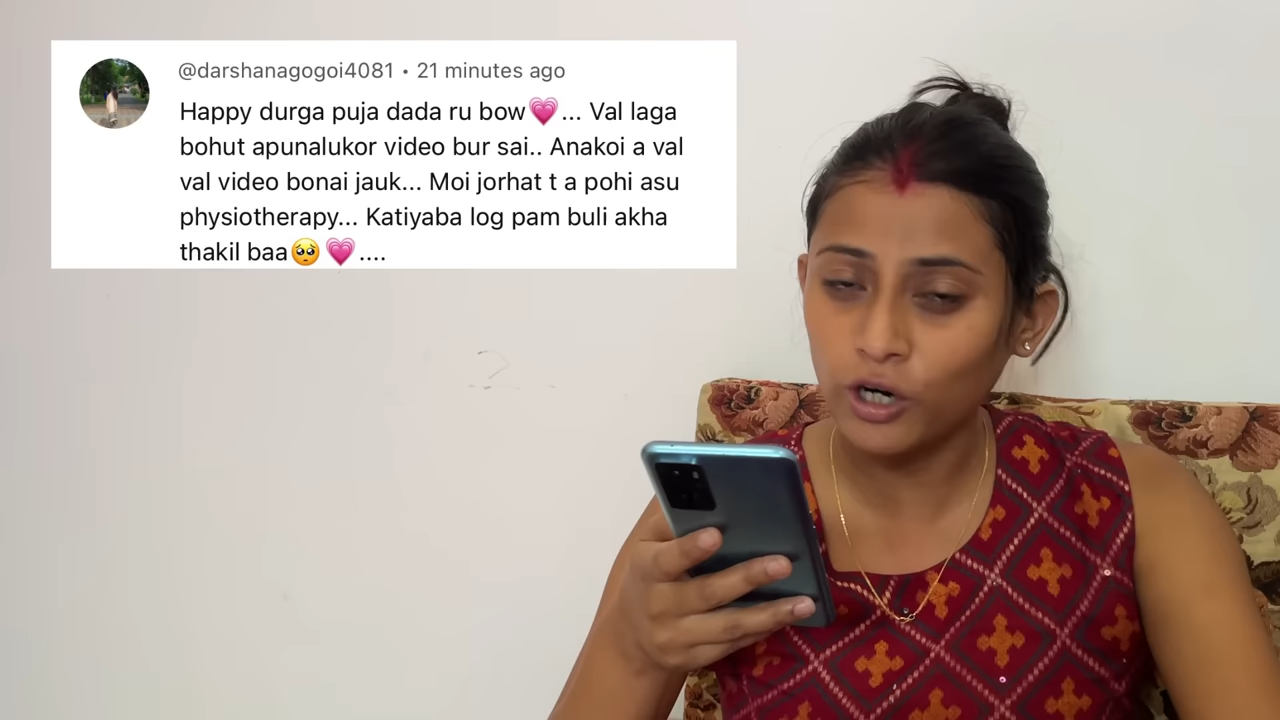 @darshanagogoi4081 • 21 minutes ago
Happy durga puja dada ru bow💗... Val laga
bohut apunalukor video bur sai.. Anakoi a val
val video bonai jauk... Moi jorhat t a pohi asu
physiotherapy... Katiyaba log pam buli akha
thakil baa🥺💗....